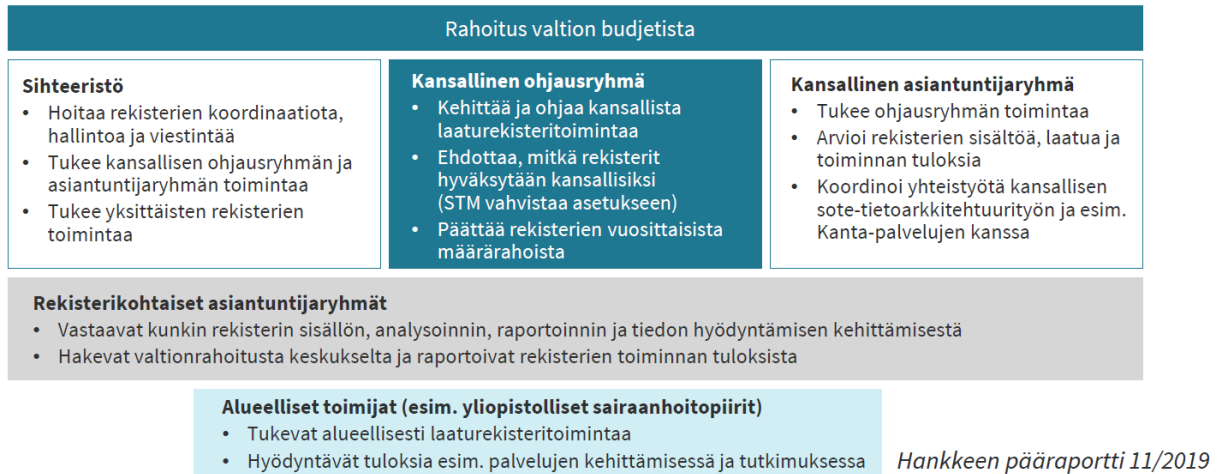 Rahoitus valtion budjetista
Sihteeristö
• Hoitaa rekisterien koordinaatiota,
hallintoa ja viestintää
• Tukee kansallisen ohjausryhmän ja
asiantuntijaryhmän toimintaa
• Tukee yksittäisten rekisterien
toimintaa
Kansallinen ohjausryhmä
• Kehittää ja ohjaa kansallista
laaturekisteritoimintaa
• Ehdottaa, mitkä rekisterit
hyväksytään kansallisiksi
(STM vahvistaa asetukseen)
• Päättää rekisterien vuosittaisista
määrärahoista
Kansallinen asiantuntijaryhmä
• Tukee ohjausryhmän toimintaa
• Arvioi rekisterien sisältöä, laatua ja
toiminnan tuloksia
• Koordinoi yhteistyötä kansallisen
sote-tietoarkkitehtuurityön ja esim.
Kanta-palvelujen kanssa
Rekisterikohtaiset asiantuntijaryhmät
• Vastaavat kunkin rekisterin sisällön, analysoinnin, raportoinnin ja tiedon hyödyntämisen kehittämisestä
• Hakevat valtionrahoitusta keskukselta ja raportoivat rekisterien toiminnan tuloksista
Alueelliset toimijat (esim. yliopistolliset sairaanhoitopiirit)
• Tukevat alueellisesti laaturekisteritoimintaa
• Hyödyntävät tuloksia esim. palvelujen kehittämisessä ja tutkimuksessa
Hankkeen pääraportti 11/2019